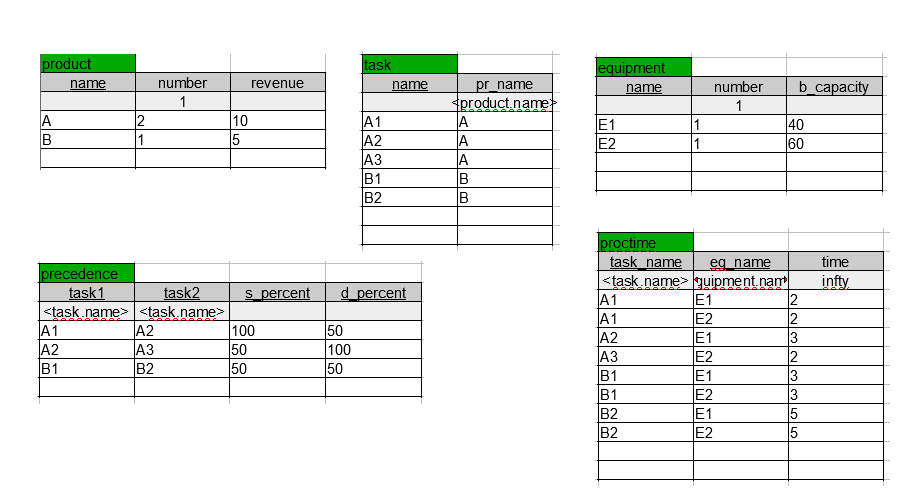 product
name number revenue
1
A 2 10
B 1 5
task
name pr_name
<product.name>
A1 A
A2 A
A3 A
B1 B
B2 B
equipment
name number b_capacity
1
E1 1 40
E2 1 60
precedence
task1 task2 s_percent d_percent
<task.name> <task.name>
A1 A2 100 50
A2 A3 50 100
B1 B2 50 50
proctime
task_name eq_name time
<task.name> quipment.nam infty
A1 E1 2
A1 E2 2
A2 E1 3
A3 E2 2
B1 E1 3
B1 E2 3
B2 E1 5
B2 E2 5